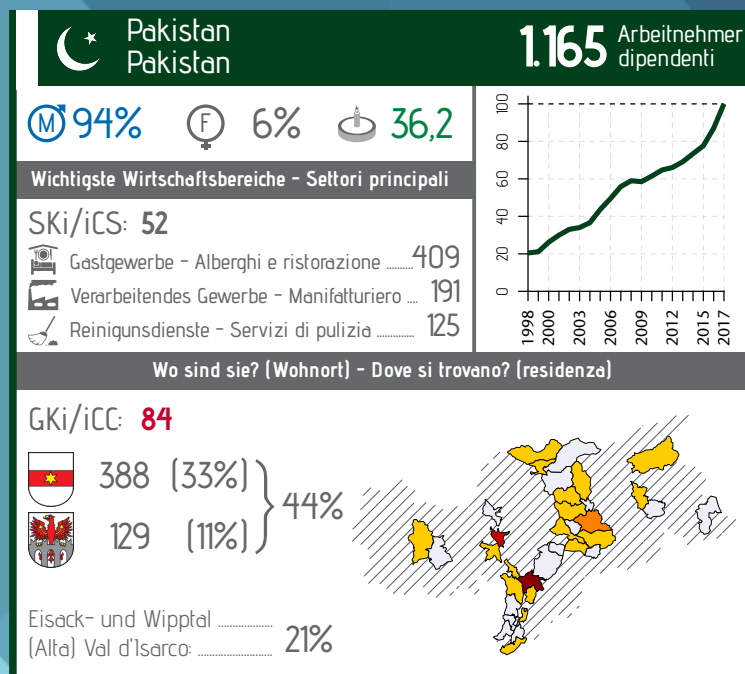 Pakistan
Pakistan
1.165 Arbeitnehmer
dipendenti
M 94% F 6% 36,2
Wichtigste Wirtschaftsbereiche - Settori principali
SKi/iCS: 52
Gastgewerbe - Alberghi e ristorazione ........409
Verarbeitendes Gewerbe - Manifatturiero .... 191
Reinigunsdienste - Servizi di pulizia ............. 125
100
80
60
40
20
0
1998
2000
2003
2006
2009
2012
2015
2017
Wo sind sie? (Wohnort) - Dove si trovano? (residenza)
GKi/iCC: 84
388 (33%)
129 (11%)
44%
Eisack- und Wipptal ..................
(Alta) Val d'Isarco: ........................ 21%